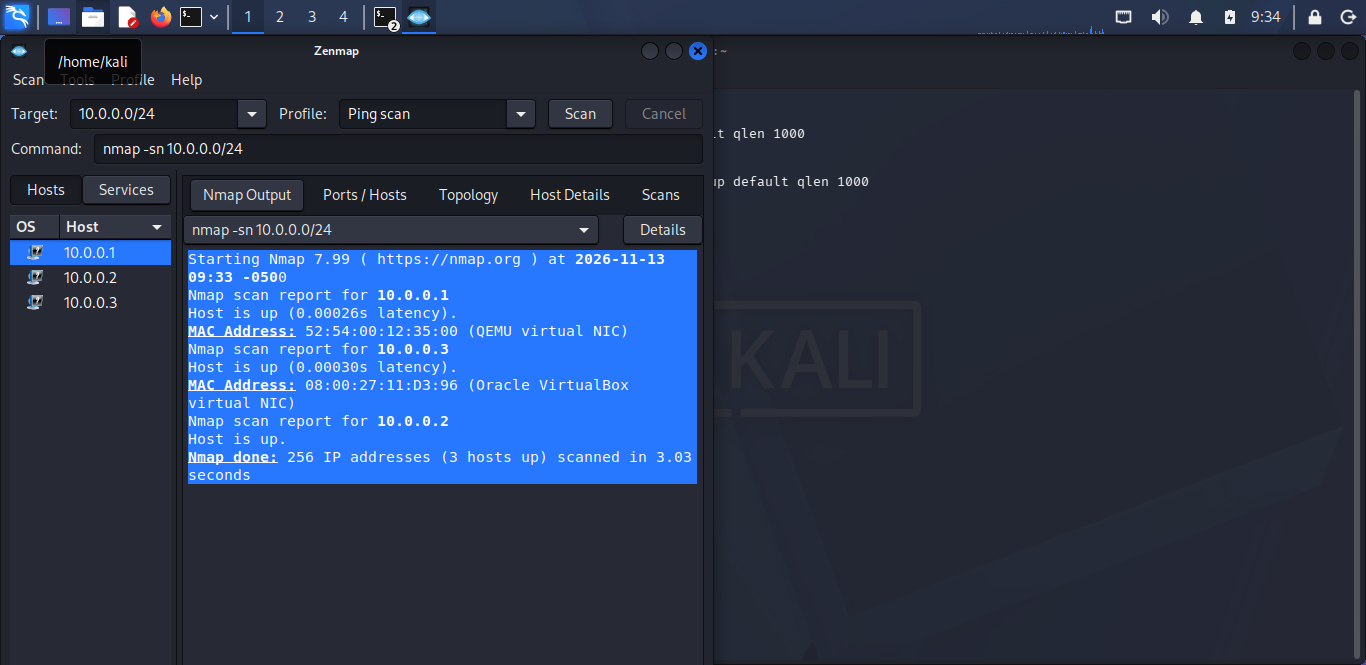 1 2 3 4 2 9:34
Zenmap
: ~
/home/kali
Scan Tools Profile Help
Target: 10.0.0.0/24 Profile: Ping scan Scan Cancel
Command: nmap -sn 10.0.0.0/24
Hosts Services
Nmap Output Ports / Hosts Topology Host Details Scans
OS Host
nmap -sn 10.0.0.0/24 Details
10.0.0.1
10.0.0.2
10.0.0.3
Starting Nmap 7.99 ( https://nmap.org ) at 2026-11-13
09:33 -0500
Nmap scan report for 10.0.0.1
Host is up (0.00026s latency).
MAC Address: 52:54:00:12:35:00 (QEMU virtual NIC)
Nmap scan report for 10.0.0.3
Host is up (0.00030s latency).
MAC Address: 08:00:27:11:D3:96 (Oracle VirtualBox
virtual NIC)
Nmap scan report for 10.0.0.2
Host is up.
Nmap done: 256 IP addresses (3 hosts up) scanned in 3.03
seconds
lt qlen 1000
up default qlen 1000
KALI